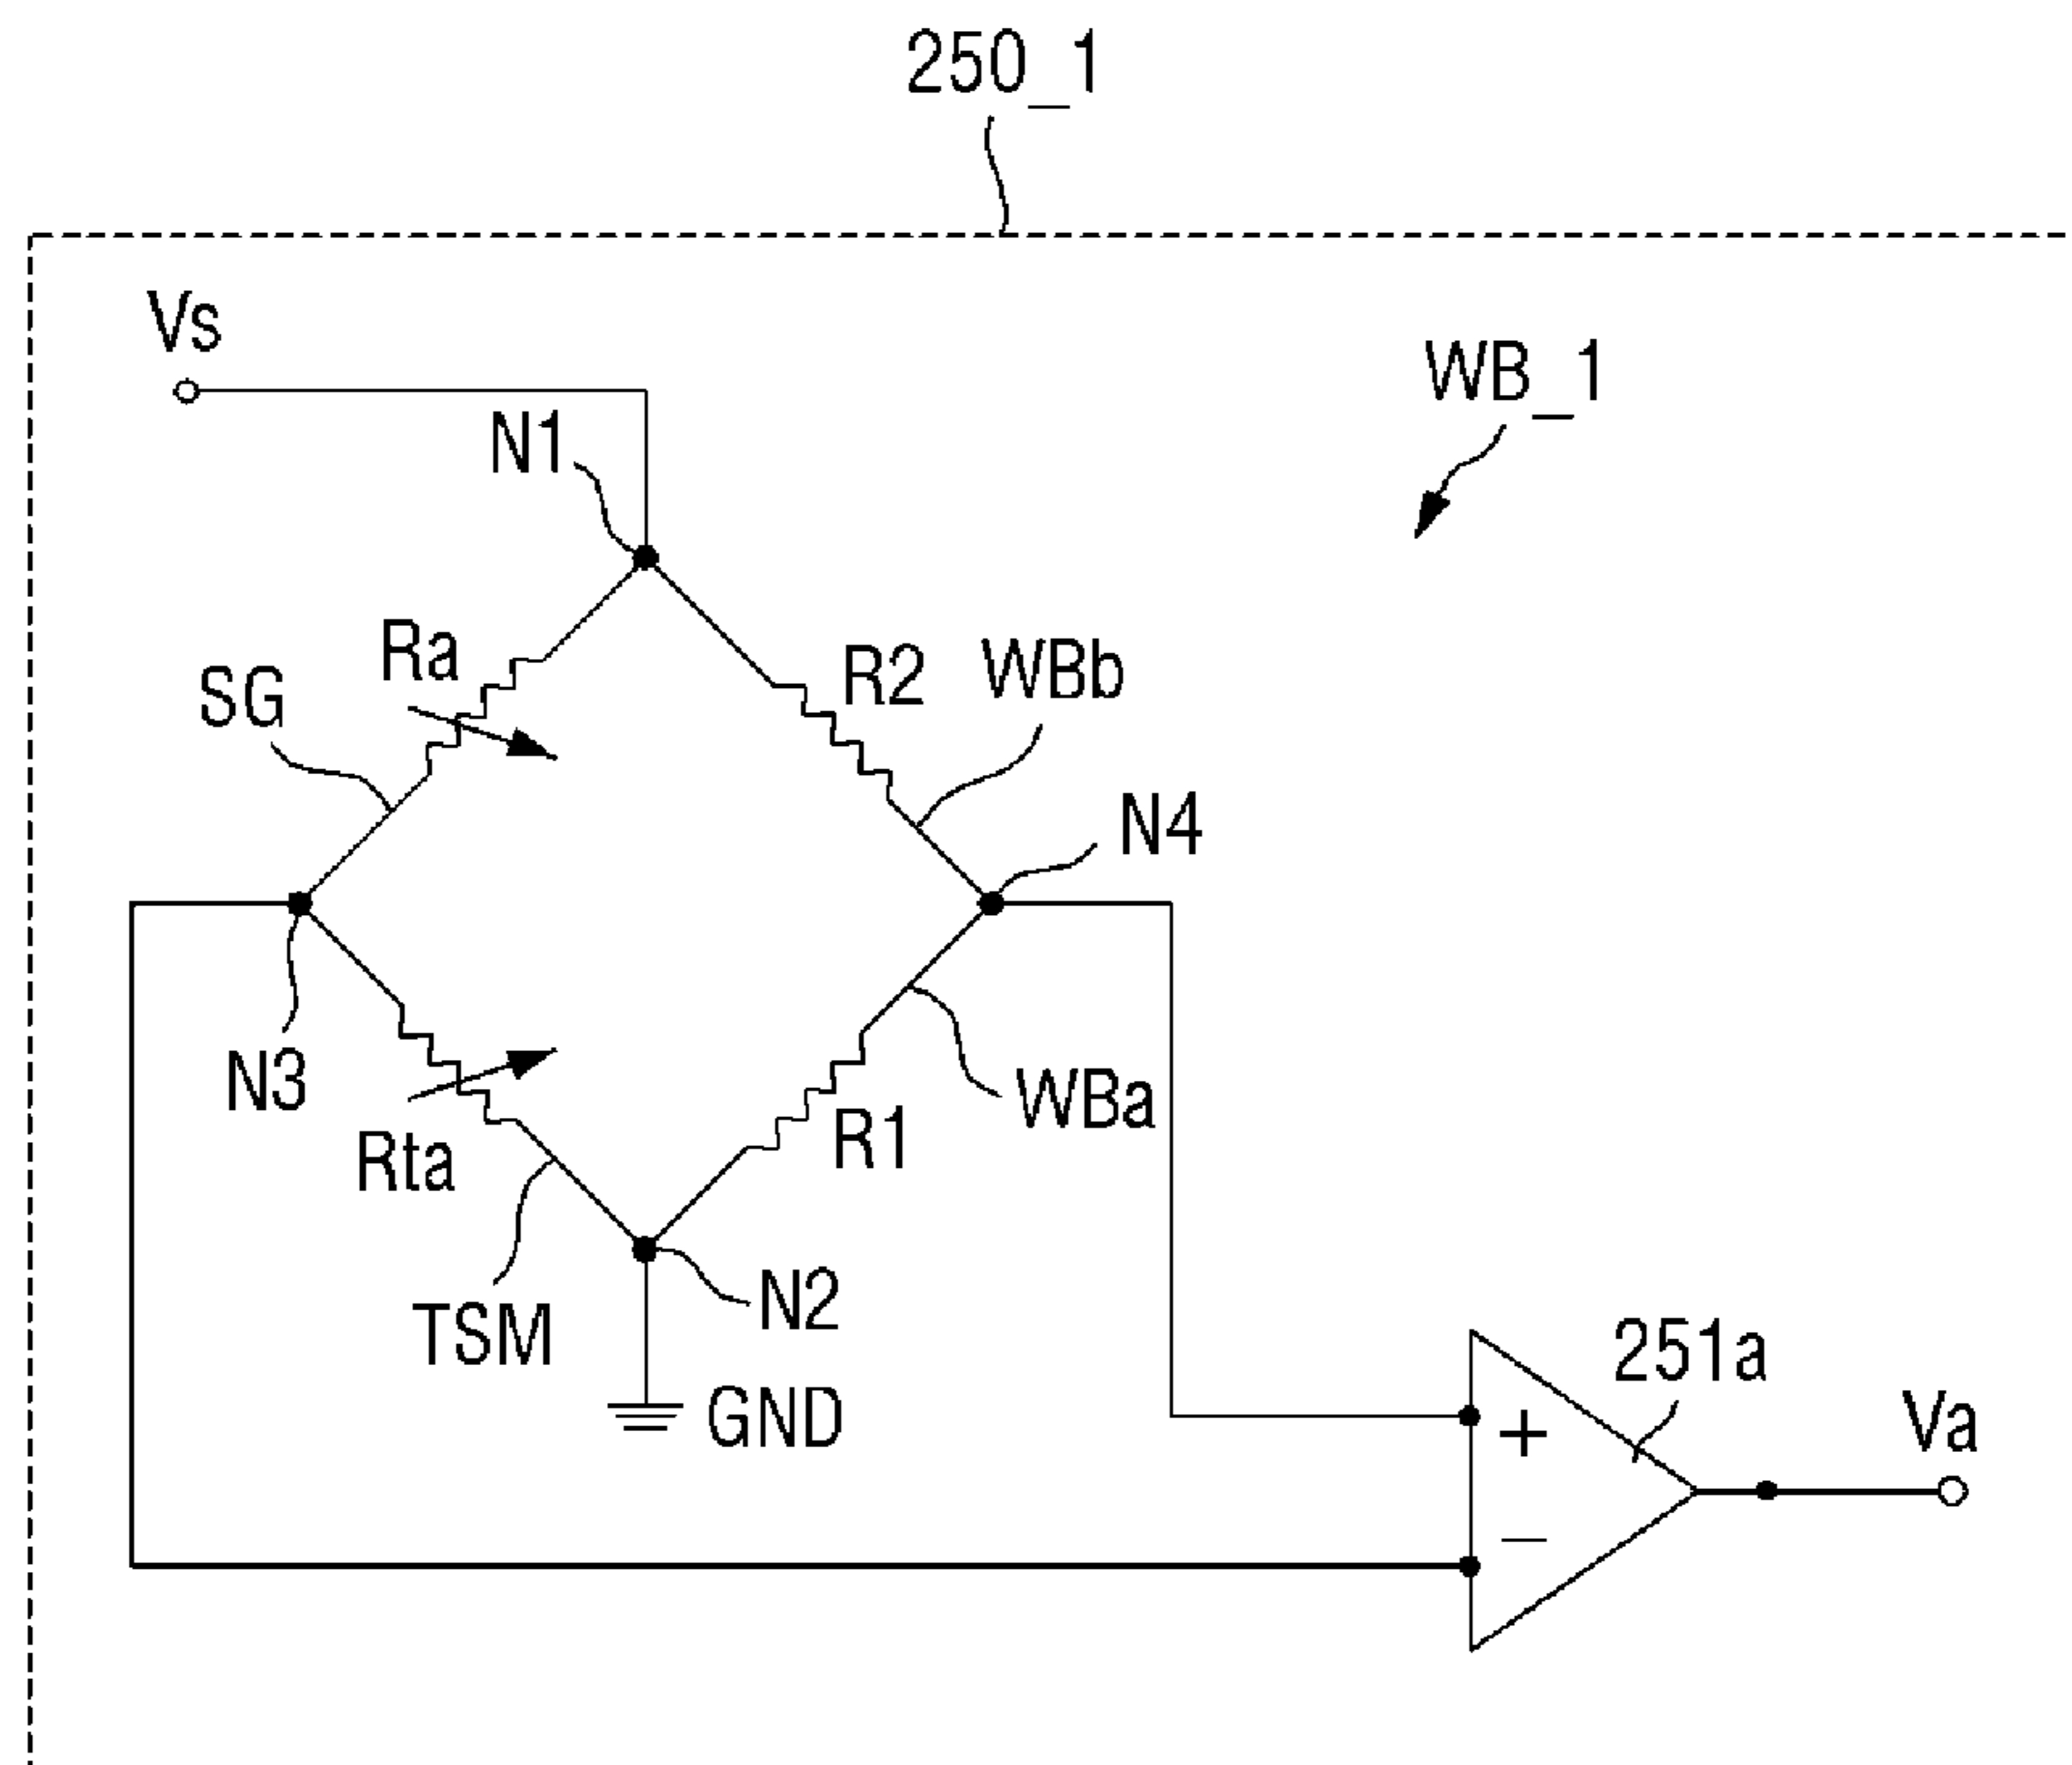 250_1
Vs
WB_1
N1
Ra
R2
WBb
SG
N4
N3
WBa
R1
Rta
N2
TSM
251a
GND
Va
+
−